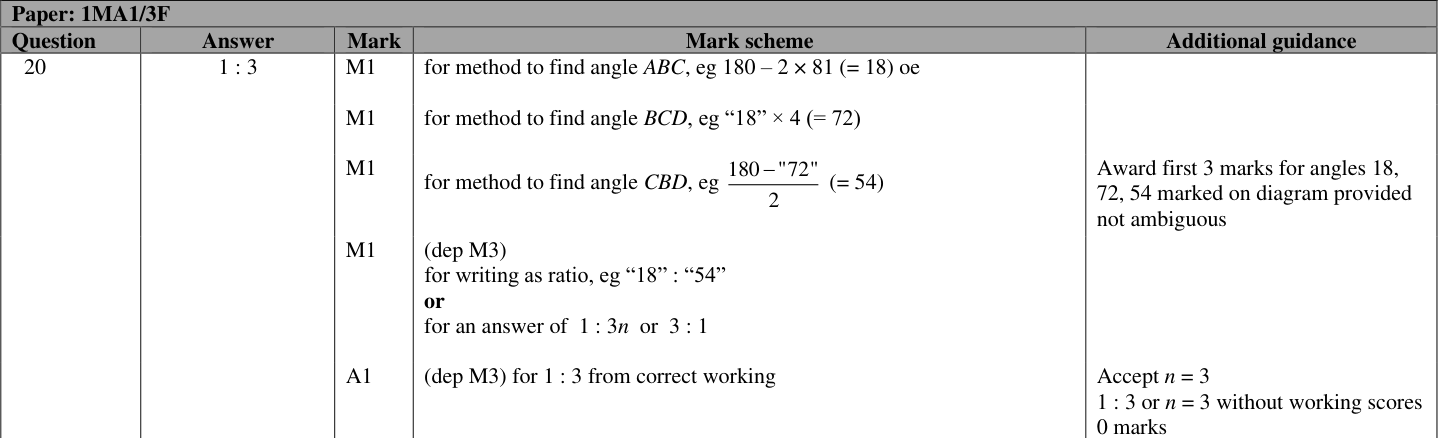 Paper: 1MA1/3F
Question Answer Mark Mark scheme Additional guidance
20 1 : 3 M1 for method to find angle ABC, eg 180 – 2 × 81 (= 18) oe
M1 for method to find angle BCD, eg “18” × 4 (= 72)
M1 for method to find angle CBD, eg (180 – "72") / 2 (= 54)
Award first 3 marks for angles 18,
72, 54 marked on diagram provided
not ambiguous
M1 (dep M3)
for writing as ratio, eg “18” : “54”
or
for an answer of 1 : 3n or 3 : 1
A1 (dep M3) for 1 : 3 from correct working Accept n = 3
1 : 3 or n = 3 without working scores
0 marks